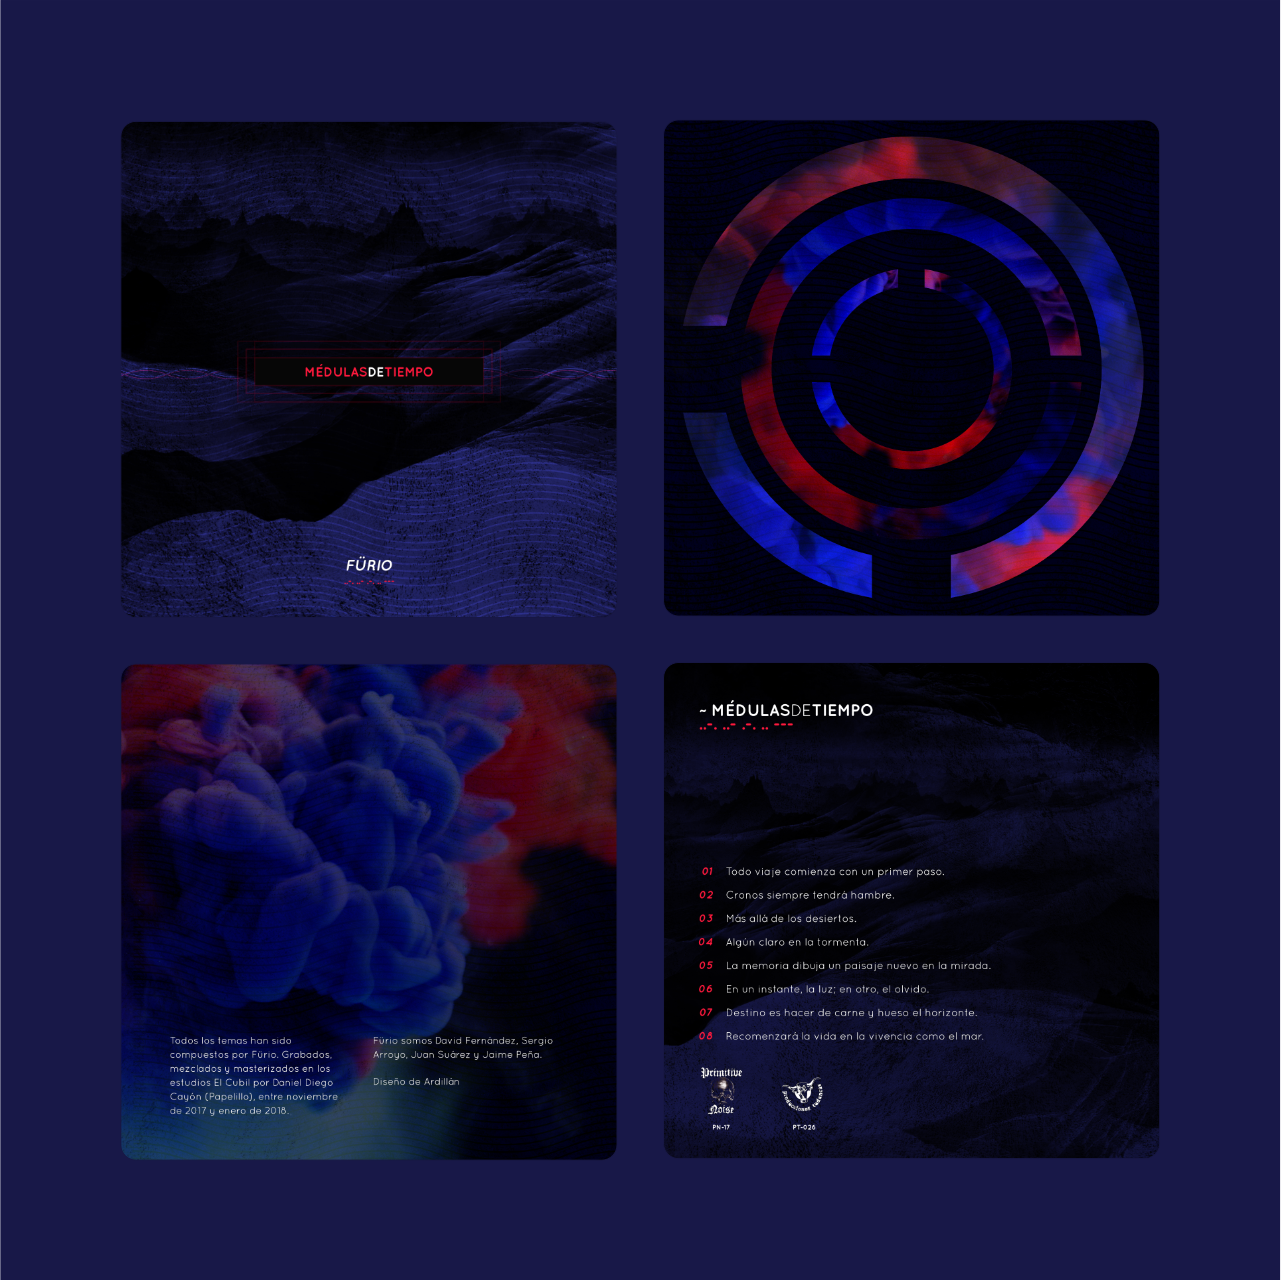 MÉDULASDETIEMPO
FÜRIO
Todos los temas han sido
compuestos por Fürio. Grabados,
mezclados y masterizados en los
estudios El Cubil por Daniel Diego
Cayón (Papelillo), entre noviembre
de 2017 y enero de 2018.
Fürio somos David Fernández, Sergio
Arroyo, Juan Suárez y Jaime Peña.
Diseño de Ardillán
~ MÉDULASDETIEMPO
..-. ..- .-. .. ---
01 Todo viaje comienza con un primer paso.
02 Cronos siempre tendrá hambre.
03 Más allá de los desiertos.
04 Algún claro en la tormenta.
05 La memoria dibuja un paisaje nuevo en la mirada.
06 En un instante, la luz; en otro, el olvido.
07 Destino es hacer de carne y hueso el horizonte.
08 Recomenzará la vida en la vivencia como el mar.
Primitive
Noise
PN-17
Producciones
PT-026